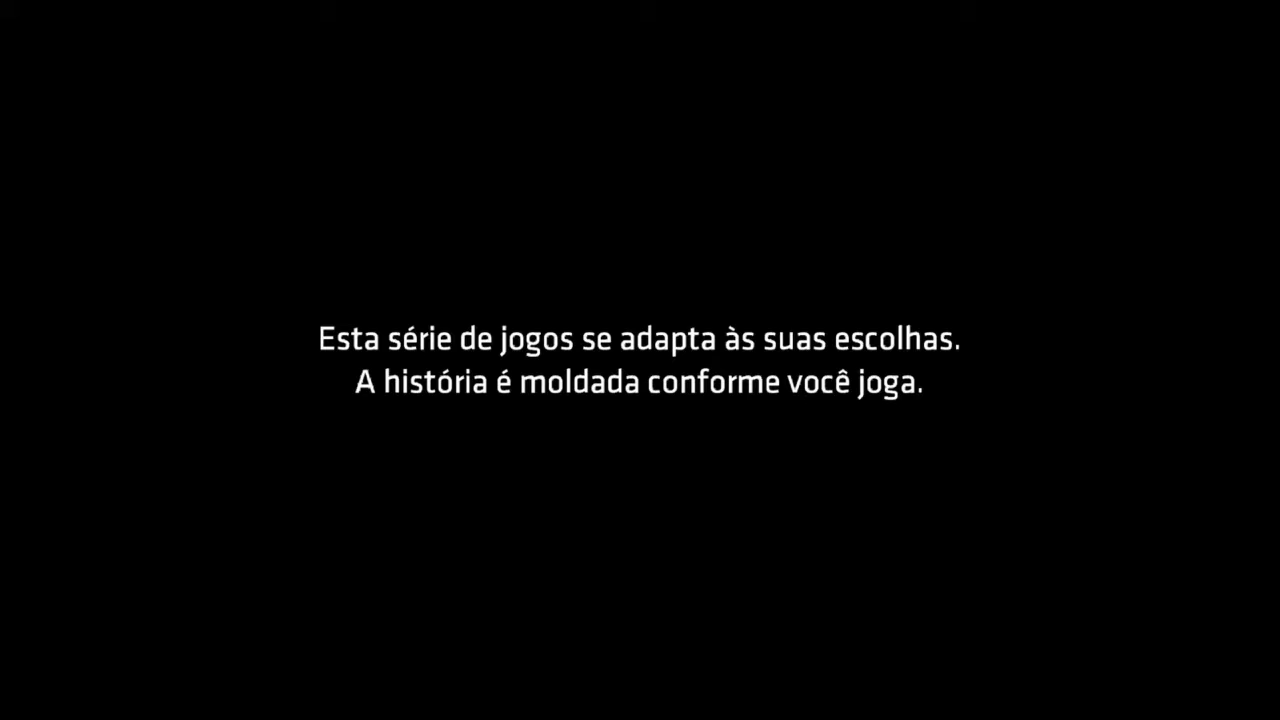 Esta série de jogos se adapta às suas escolhas.
A história é moldada conforme você joga.